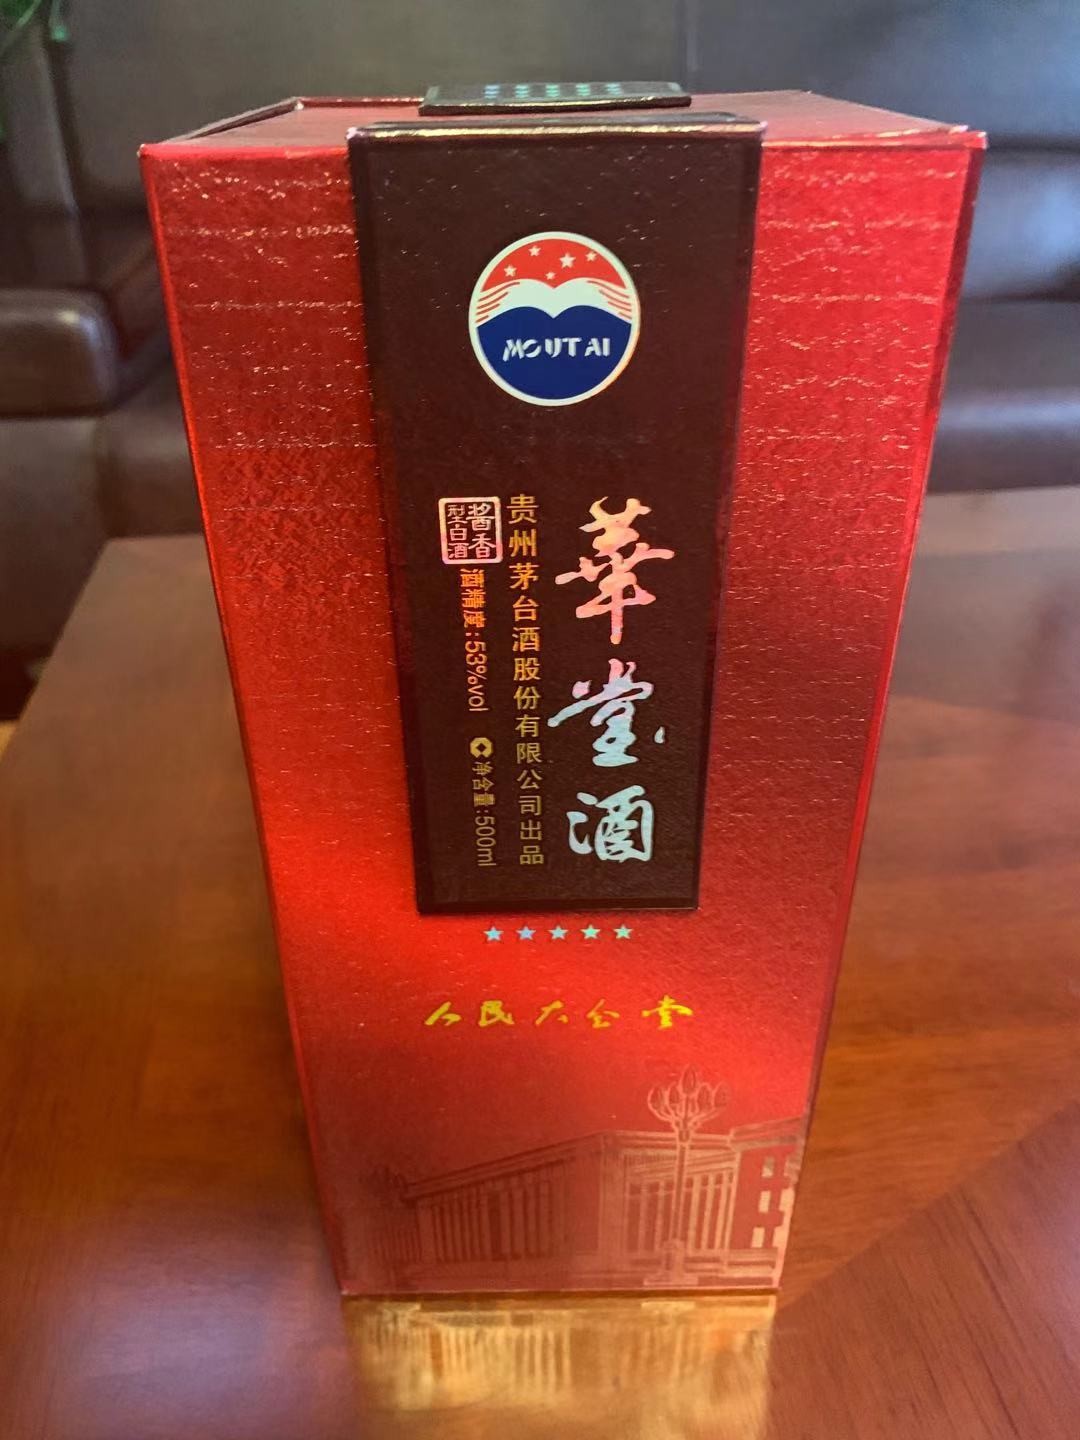 MOUTAI
華堂酒
贵州茅台酒股份有限公司出品
酱香
型白酒
酒精度:53%vol
C净含量:500ml
人民大会堂